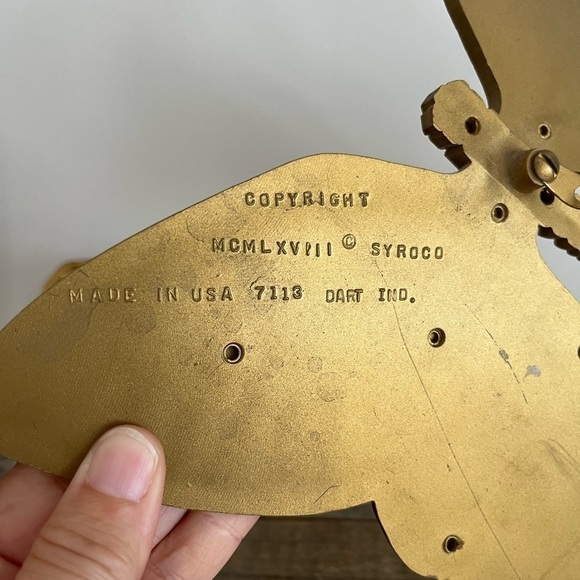 COPYRIGHT
MCMLXVIII © SYROCO
MADE IN USA 7113 DART IND.